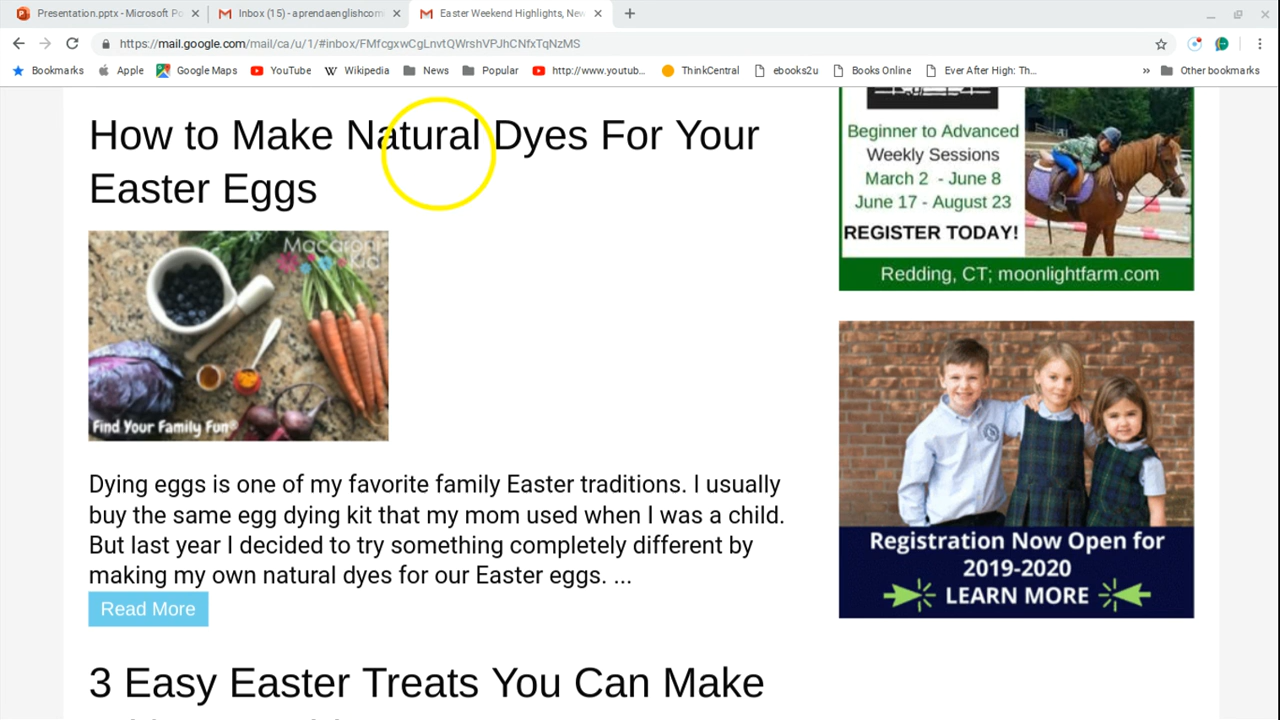 Presentation.pptx - Microsoft Po
Inbox (15) - aprendaenglishcom
Easter Weekend Highlights, New
https://mail.google.com/mail/ca/u/1/#inbox/FMfcgxwCgLnvtQWrshVPJhCNfxTqNzMS
Bookmarks Apple Google Maps YouTube Wikipedia News Popular http://www.youtub... ThinkCentral ebooks2u Books Online Ever After High: Th... » Other bookmarks
How to Make Natural Dyes For Your
Easter Eggs
Macaroni
Kid
Find Your Family Fun®
Dying eggs is one of my favorite family Easter traditions. I usually
buy the same egg dying kit that my mom used when I was a child.
But last year I decided to try something completely different by
making my own natural dyes for our Easter eggs. ...
Read More
3 Easy Easter Treats You Can Make
Beginner to Advanced
Weekly Sessions
March 2 - June 8
June 17 - August 23
REGISTER TODAY!
Redding, CT; moonlightfarm.com
Registration Now Open for
2019-2020
LEARN MORE